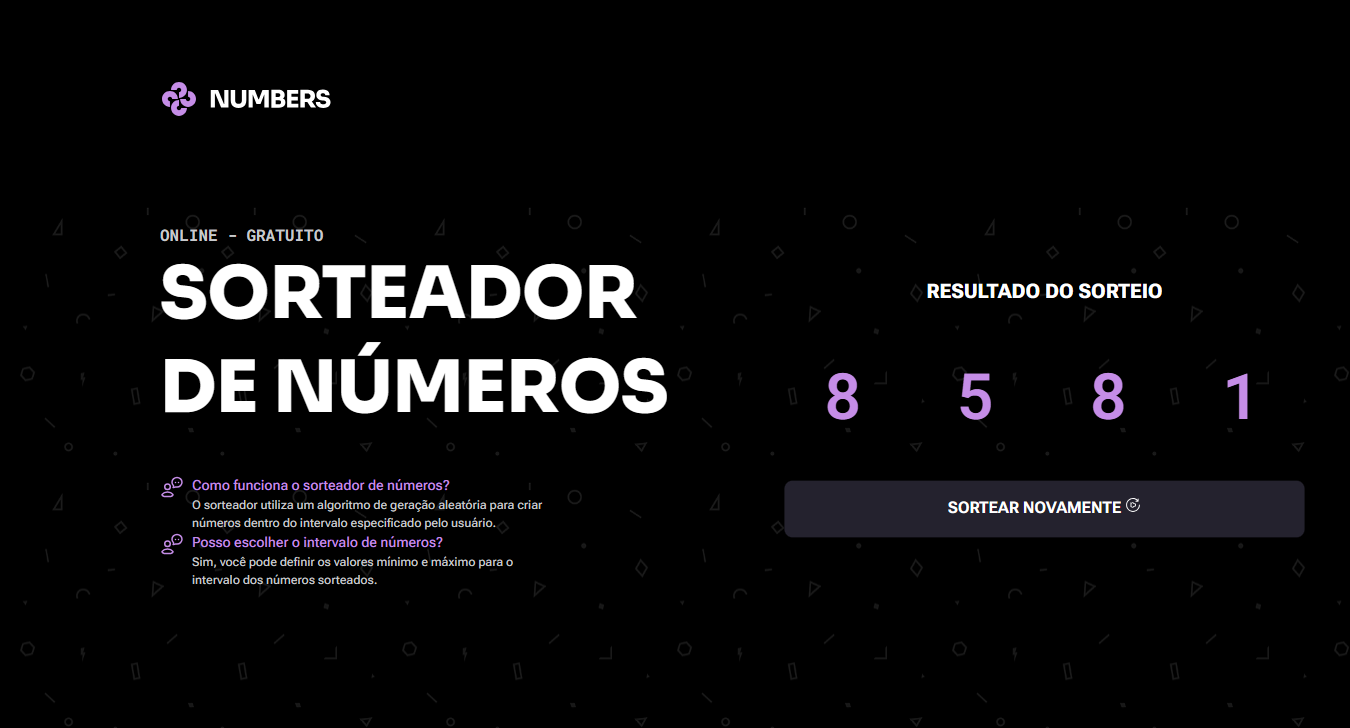 NUMBERS
ONLINE - GRATUITO
SORTEADOR
DE NÚMEROS
Como funciona o sorteador de números?
O sorteador utiliza um algoritmo de geração aleatória para criar
números dentro do intervalo especificado pelo usuário.
Posso escolher o intervalo de números?
Sim, você pode definir os valores mínimo e máximo para o
intervalo dos números sorteados.
RESULTADO DO SORTEIO
8 5 8 1
SORTEAR NOVAMENTE